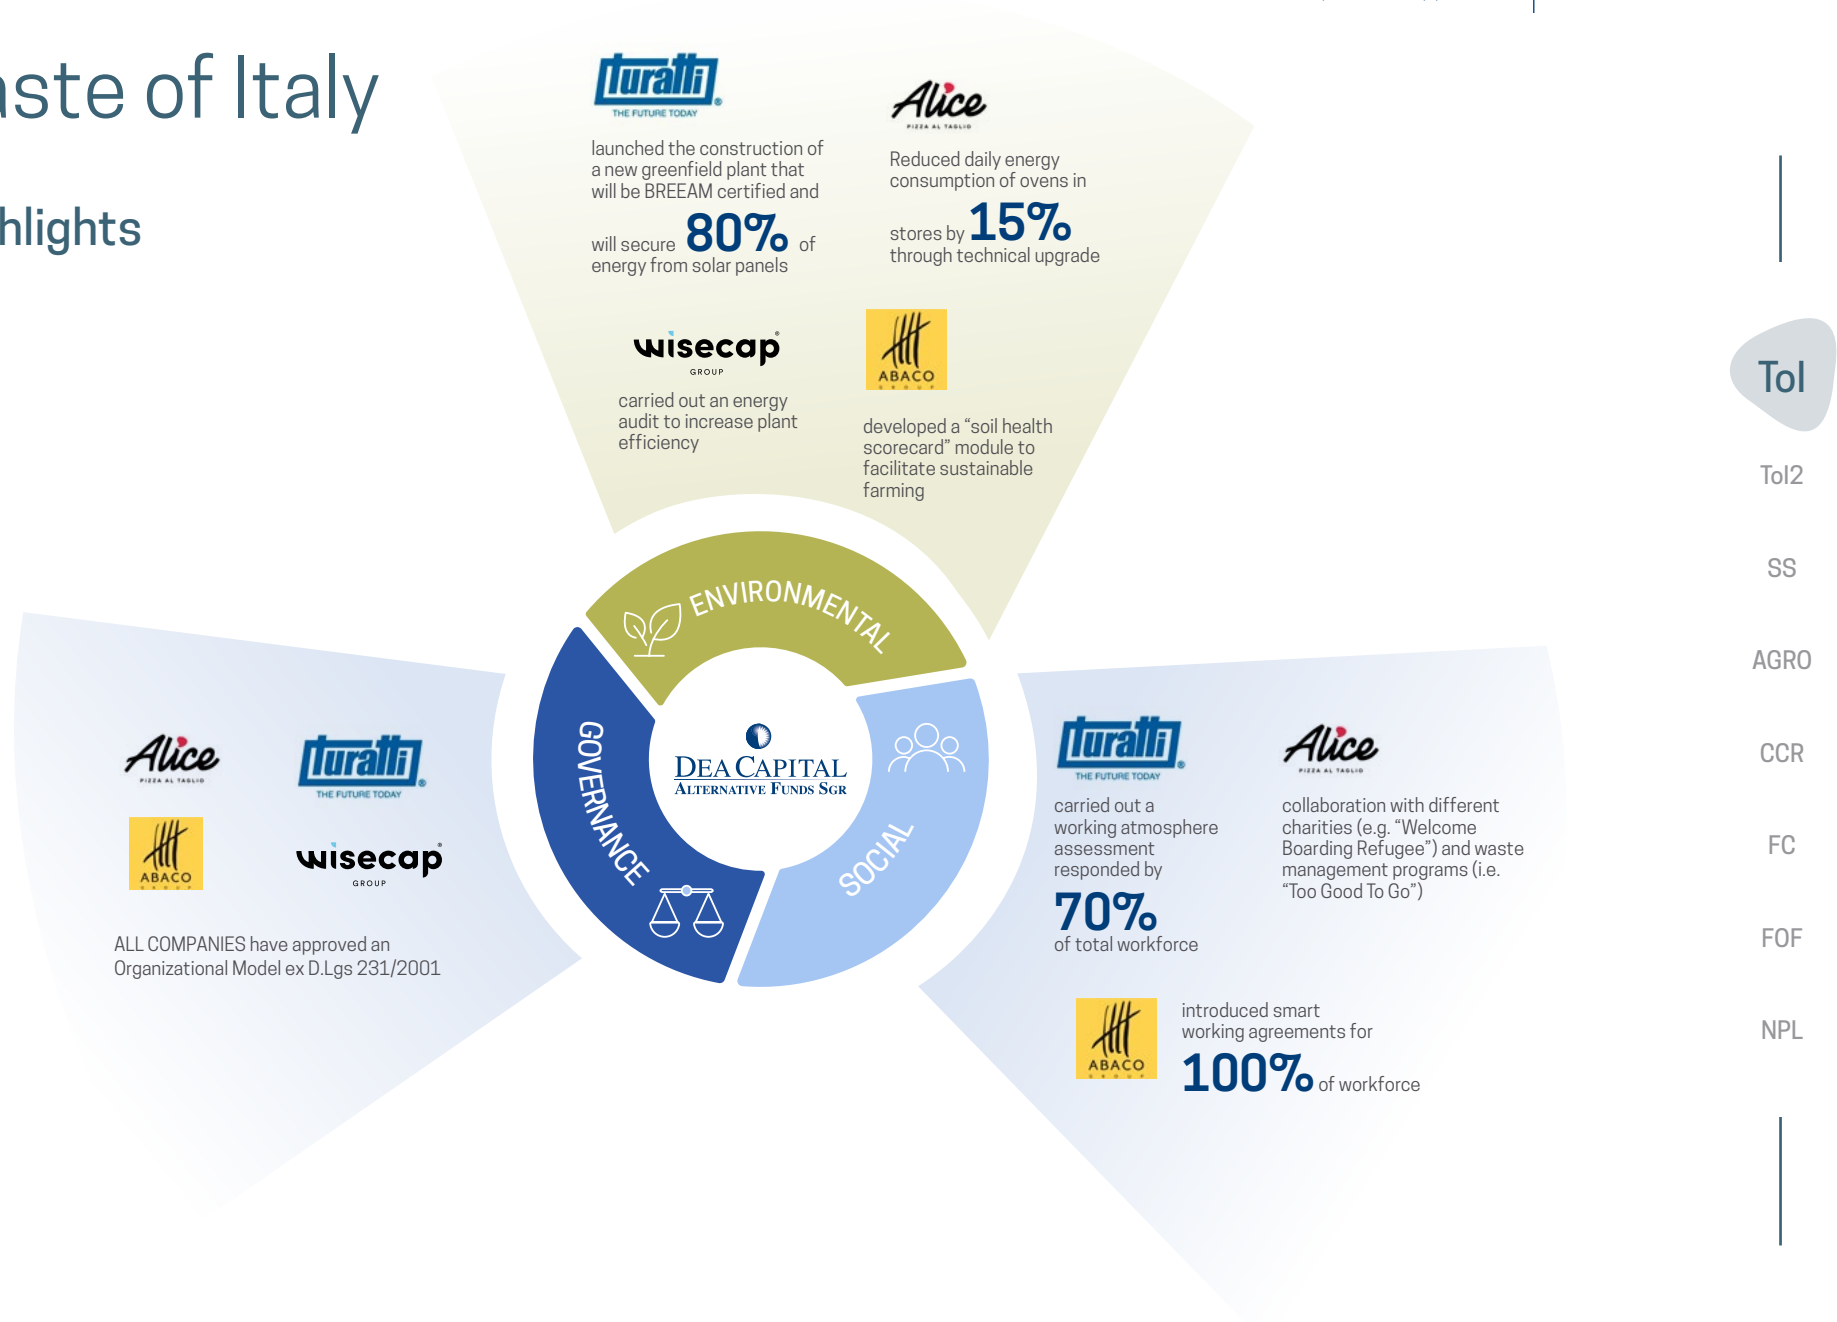 aste of Italy
hlights
turatti®
THE FUTURE TODAY
launched the construction of
a new greenfield plant that
will be BREEAM certified and
will secure 80% of
energy from solar panels
Alice
PIZZA AL TAGLIO
Reduced daily energy
consumption of ovens in
stores by 15%
through technical upgrade
wisecap®
GROUP
carried out an energy
audit to increase plant
efficiency
ABACO
GROUP
developed a “soil health
scorecard” module to
facilitate sustainable
farming
ENVIRONMENTAL
GOVERNANCE
SOCIAL
DEA CAPITAL
ALTERNATIVE FUNDS SGR
Alice
PIZZA AL TAGLIO
turatti®
THE FUTURE TODAY
ABACO
GROUP
wisecap®
GROUP
ALL COMPANIES have approved an
Organizational Model ex D.Lgs 231/2001
turatti®
THE FUTURE TODAY
carried out a
working atmosphere
assessment
responded by
70%
of total workforce
Alice
PIZZA AL TAGLIO
collaboration with different
charities (e.g. “Welcome
Boarding Refugee”) and waste
management programs (i.e.
“Too Good To Go”)
ABACO
GROUP
introduced smart
working agreements for
100% of workforce
ToI
ToI2
SS
AGRO
CCR
FC
FOF
NPL